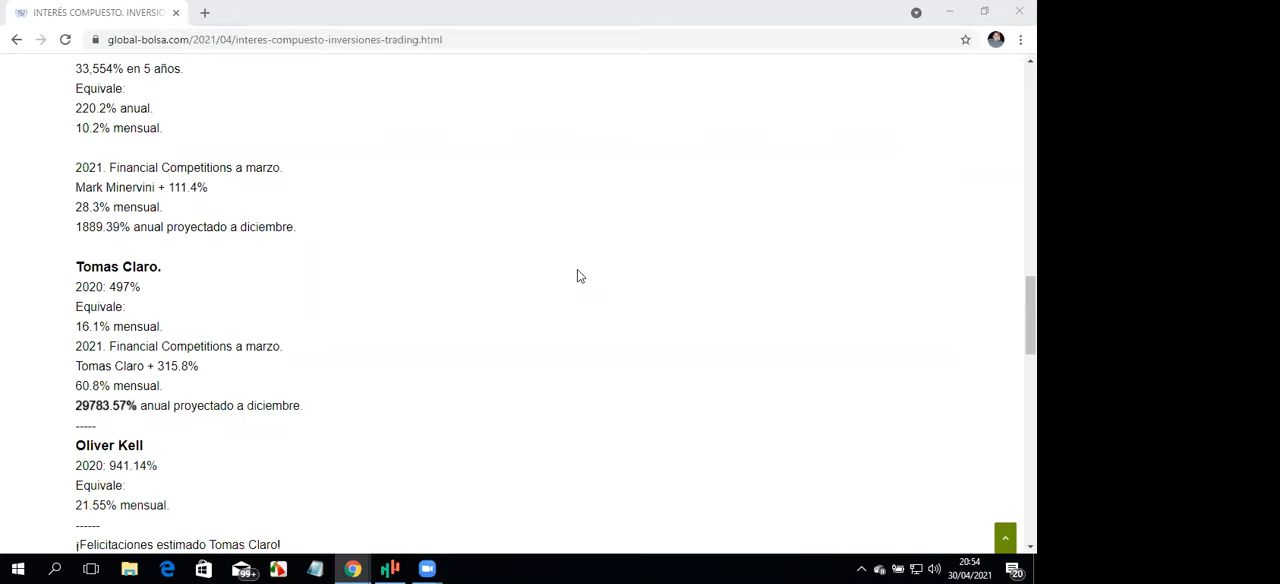 INTERÉS COMPUESTO. INVERSIO
global-bolsa.com/2021/04/interes-compuesto-inversiones-trading.html
33,554% en 5 años.
Equivale:
220.2% anual.
10.2% mensual.
2021. Financial Competitions a marzo.
Mark Minervini + 111.4%
28.3% mensual.
1889.39% anual proyectado a diciembre.
Tomas Claro.
2020: 497%
Equivale:
16.1% mensual.
2021. Financial Competitions a marzo.
Tomas Claro + 315.8%
60.8% mensual.
29783.57% anual proyectado a diciembre.
-----
Oliver Kell
2020: 941.14%
Equivale:
21.55% mensual.
------
¡Felicitaciones estimado Tomas Claro!
99+
20:54
30/04/2021
20